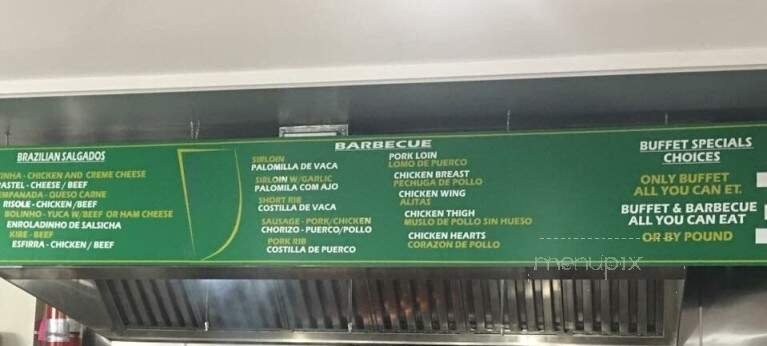 BRAZILIAN SALGADOS
INHA - CHICKEN AND CREME CHEESE
PASTEL - CHEESE / BEEF
EMPANADA - QUESO CARNE
RISOLE - CHICKEN /BEEF
BOLINHO - YUCA W/BEEF OR HAM CHEESE
ENROLADINHO DE SALSICHA
KIBE - BEEF
ESFIRRA - CHICKEN / BEEF
BARBECUE
SIRLOIN
PALOMILLA DE VACA
SIRLOIN W/GARLIC
PALOMILA COM AJO
SHORT RIB
COSTILLA DE VACA
SAUSAGE - PORK/CHICKEN
CHORIZO - PUERCO/POLLO
PORK RIB
COSTILLA DE PUERCO
PORK LOIN
LOMO DE PUERCO
CHICKEN BREAST
PECHUGA DE POLLO
CHICKEN WING
ALITAS
CHICKEN THIGH
MUSLO DE POLLO SIN HUESO
CHICKEN HEARTS
CORAZON DE POLLO
BUFFET SPECIALS
CHOICES
ONLY BUFFET
ALL YOU CAN ET.
BUFFET & BARBECUE
ALL YOU CAN EAT
OR BY POUND
menupix